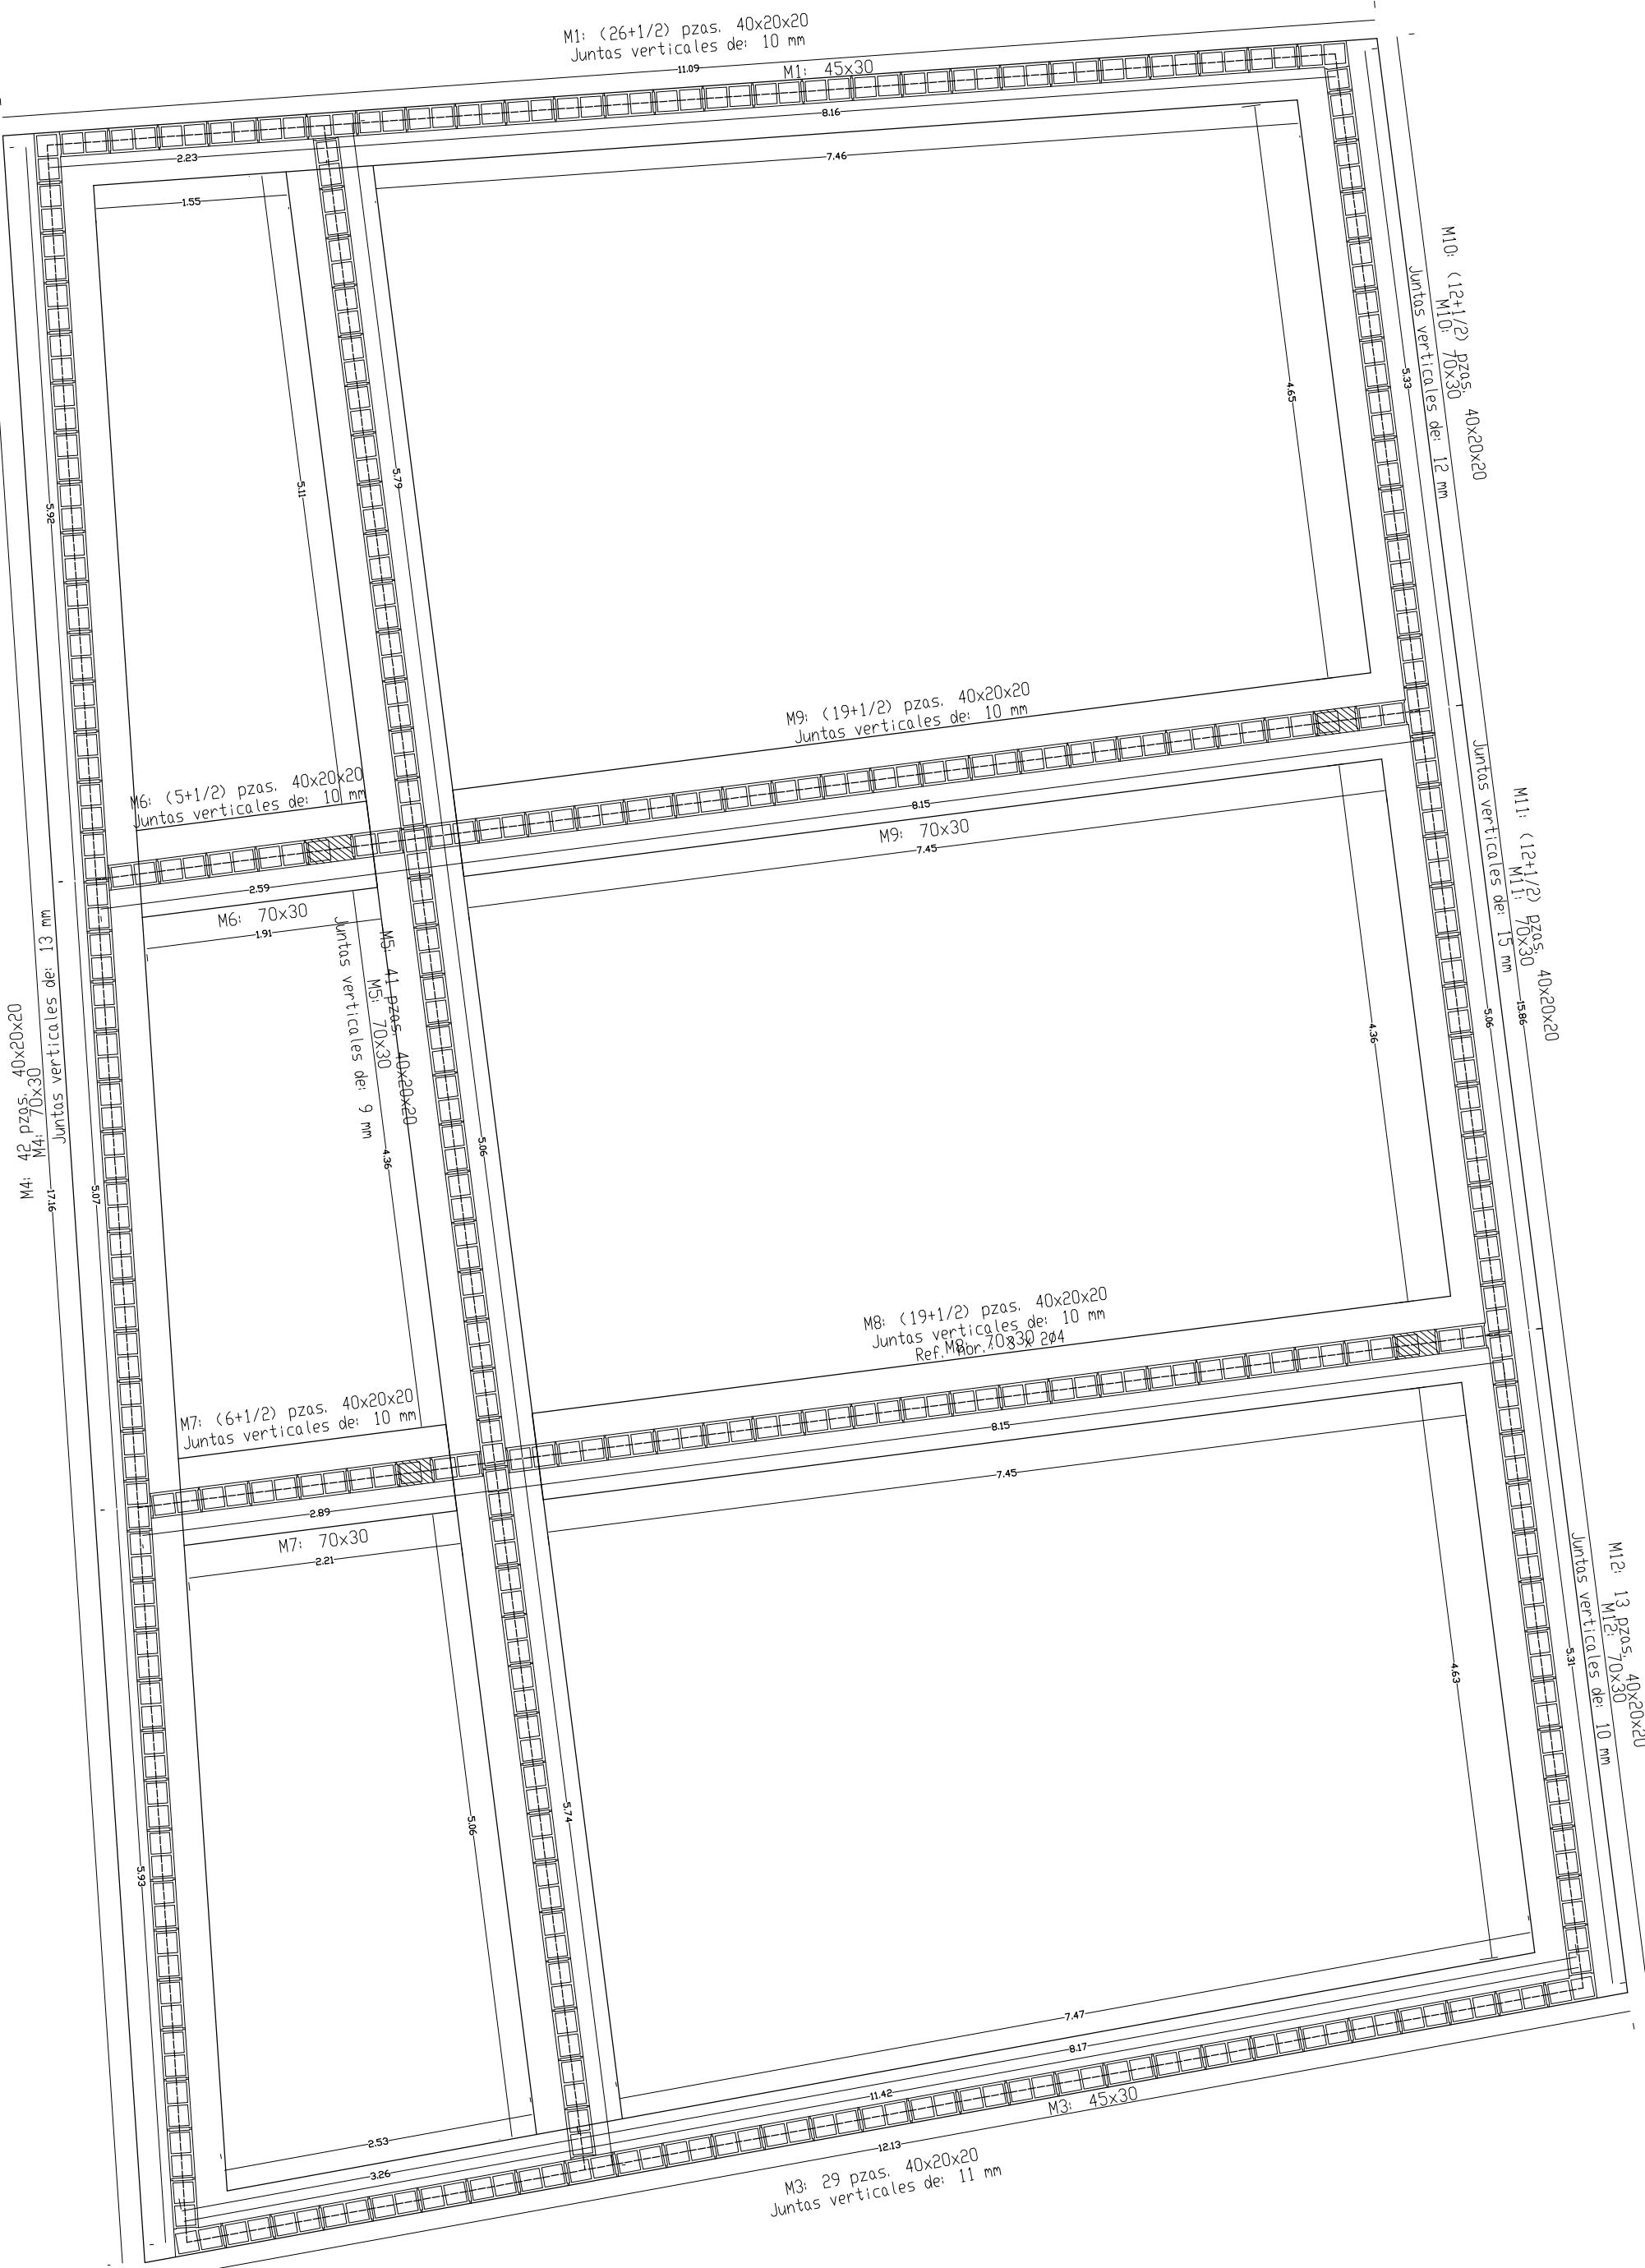 M1: (26+1/2) pzas. 40x20x20
Juntas verticales de: 10 mm
11.09
M1: 45x30
8.16
2.23
7.46
1.55
M10: (12+1/2) pzas. 40x20x20
M10: 70x30
Juntas verticales de: 12 mm
5.33
4.65
5.79
5.11
5.92
M9: (19+1/2) pzas. 40x20x20
Juntas verticales de: 10 mm
M6: (5+1/2) pzas. 40x20x20
Juntas verticales de: 10 mm
8.15
M9: 70x30
7.45
2.59
M6: 70x30
1.91
M11: (12+1/2) pzas. 40x20x20
M11: 70x30
Juntas verticales de: 15 mm
5.06
15.86
4.36
M5: 41 pzas. 40x20x20
M5: 70x30
Juntas verticales de: 9 mm
4.36
5.06
M4: 42 pzas. 40x20x20
M4: 70x30
Juntas verticales de: 13 mm
17.16
5.07
M8: (19+1/2) pzas. 40x20x20
Juntas verticales de: 10 mm
M8: 70x30
Ref. hor.: 3 x 2Ø4
M7: (6+1/2) pzas. 40x20x20
Juntas verticales de: 10 mm
8.15
7.45
2.89
M7: 70x30
2.21
M12: 13 pzas. 40x20x20
M12: 70x30
Juntas verticales de: 10 mm
5.31
4.63
5.06
5.74
5.93
7.47
8.17
11.42
M3: 45x30
2.53
12.13
3.26
M3: 29 pzas. 40x20x20
Juntas verticales de: 11 mm